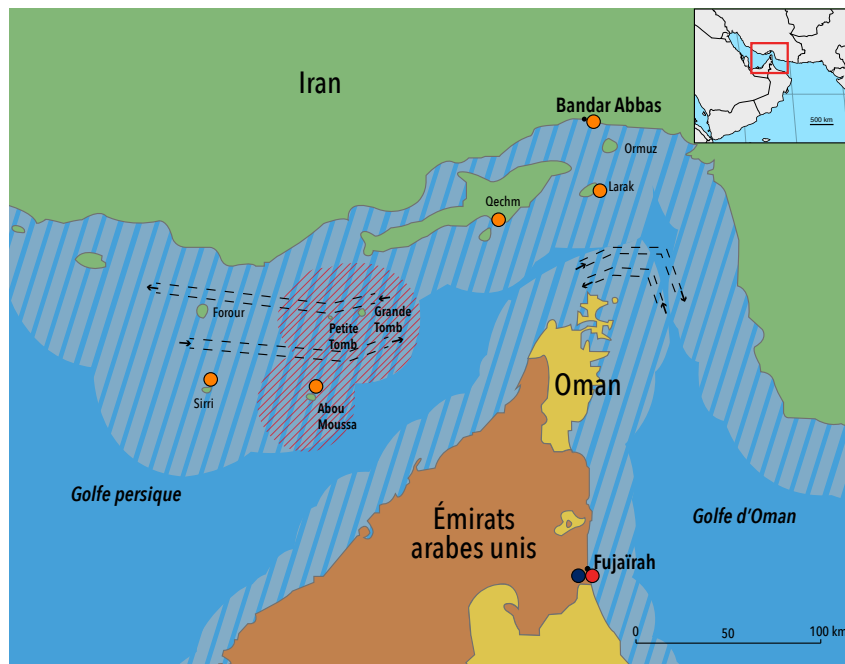 Iran
500 km
Bandar Abbas
Ormuz
Larak
Qechm
Forour
Petite
Tomb
Grande
Tomb
Sirri
Abou
Moussa
Oman
Golfe persique
Émirats
arabes unis
Golfe d'Oman
Fujaïrah
0 50 100 km